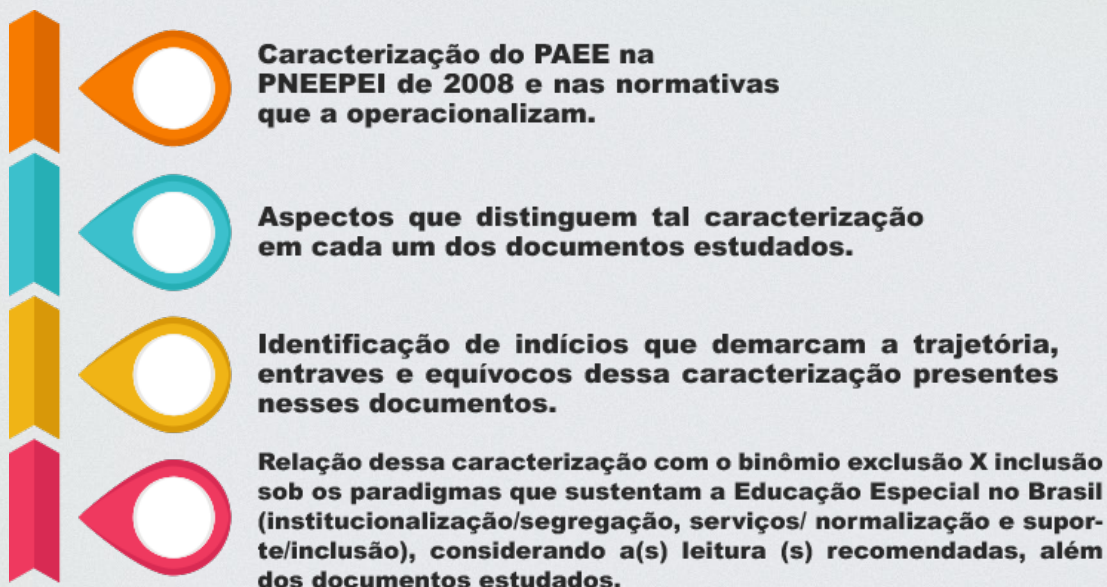 Caracterização do PAEE na
PNEEPEI de 2008 e nas normativas
que a operacionalizam.
Aspectos que distinguem tal caracterização
em cada um dos documentos estudados.
Identificação de indícios que demarcam a trajetória,
entraves e equívocos dessa caracterização presentes
nesses documentos.
Relação dessa caracterização com o binômio exclusão X inclusão
sob os paradigmas que sustentam a Educação Especial no Brasil
(institucionalização/segregação, serviços/ normalização e supor-
te/inclusão), considerando a(s) leitura (s) recomendadas, além
dos documentos estudados.